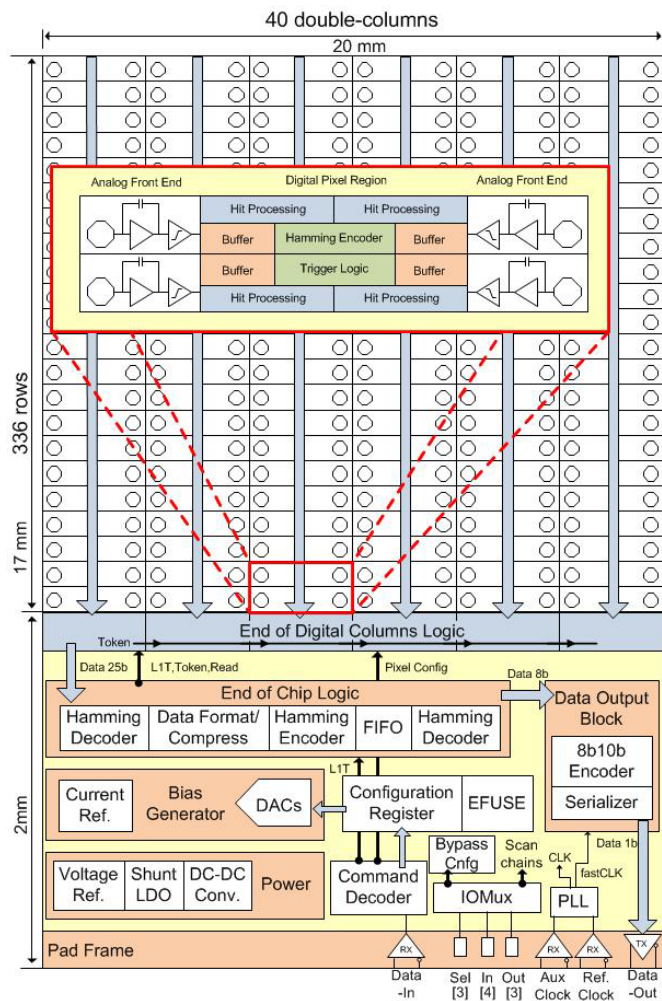 40 double-columns
20 mm
336 rows
17 mm
Analog Front End
Digital Pixel Region
Analog Front End
Hit Processing
Hit Processing
Buffer
Hamming Encoder
Buffer
Buffer
Trigger Logic
Buffer
Hit Processing
Hit Processing
2mm
End of Digital Columns Logic
Token
Data 25b
L1T,Token,Read
Pixel Config
Data 8b
End of Chip Logic
Hamming Decoder
Data Format/ Compress
Hamming Encoder
FIFO
Hamming Decoder
Data Output
Block
8b10b
Encoder
Serializer
L1T
Current
Ref.
Bias
Generator
DACs
Configuration
Register
EFUSE
Data 1b
Voltage
Ref.
Shunt
LDO
DC-DC
Conv.
Power
Command
Decoder
Bypass
Cnfg
Scan
chains
IOMux
CLK
fastCLK
PLL
Pad Frame
RX
RX
RX
TX
Data
-In
Sel
[3]
In
[4]
Out
[3]
Aux
Clock
Ref.
Clock
Data
-Out